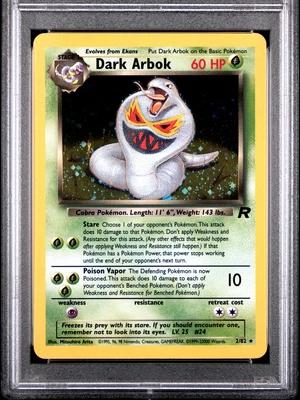 Evolves from Ekans Put Dark Arbok on the Basic Pokémon
STAGE 1
Dark Arbok 60 HP
Cobra Pokémon. Length: 11' 6", Weight: 143 lbs.
Stare Choose 1 of your opponent's Pokémon. This attack
does 10 damage to that Pokémon. Don't apply Weakness and
Resistance for this attack. (Any other effects that would happen
after applying Weakness and Resistance still happen.) If that
Pokémon has a Pokémon Power, that power stops working
until the end of your opponent's next turn.
Poison Vapor The Defending Pokémon is now
Poisoned. This attack does 10 damage to each of
your opponent's Benched Pokémon. (Don't apply
Weakness and Resistance for Benched Pokémon.)
10
weakness resistance retreat cost
Freezes its prey with its stare. If you should encounter one,
remember not to look into its eyes. LV. 25 #24
Illus. Mitsuhiro Arita ©1995, 96, 98 Nintendo, Creatures, GAMEFREAK. ©1999-2000 Wizards. 2/82 ★